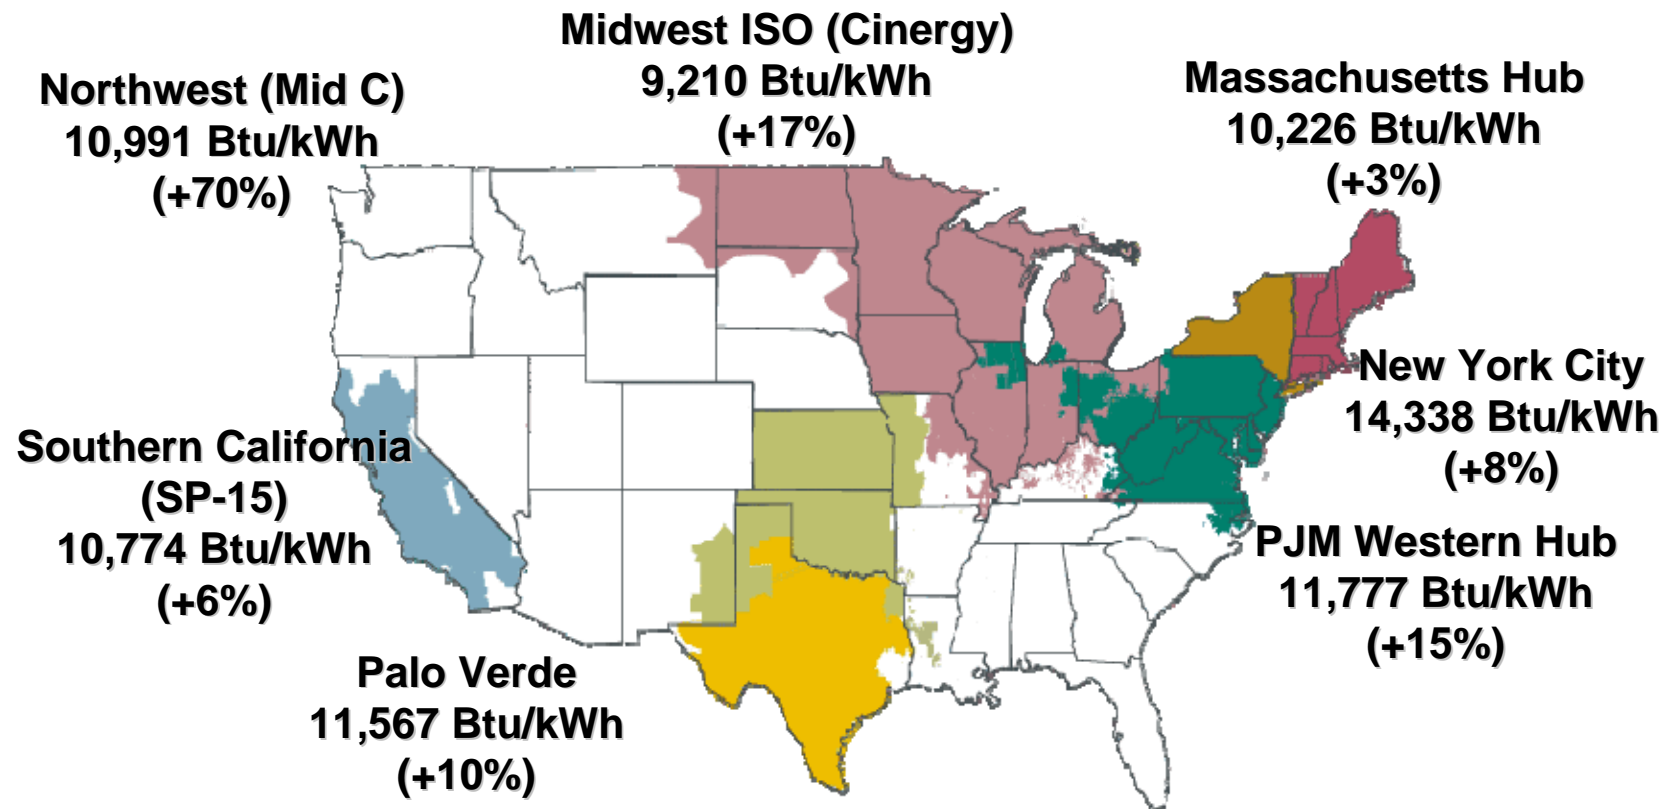 Midwest ISO (Cinergy)
9,210 Btu/kWh
(+17%)
Northwest (Mid C)
10,991 Btu/kWh
(+70%)
Massachusetts Hub
10,226 Btu/kWh
(+3%)
New York City
14,338 Btu/kWh
(+8%)
Southern California
(SP-15)
10,774 Btu/kWh
(+6%)
PJM Western Hub
11,777 Btu/kWh
(+15%)
Palo Verde
11,567 Btu/kWh
(+10%)